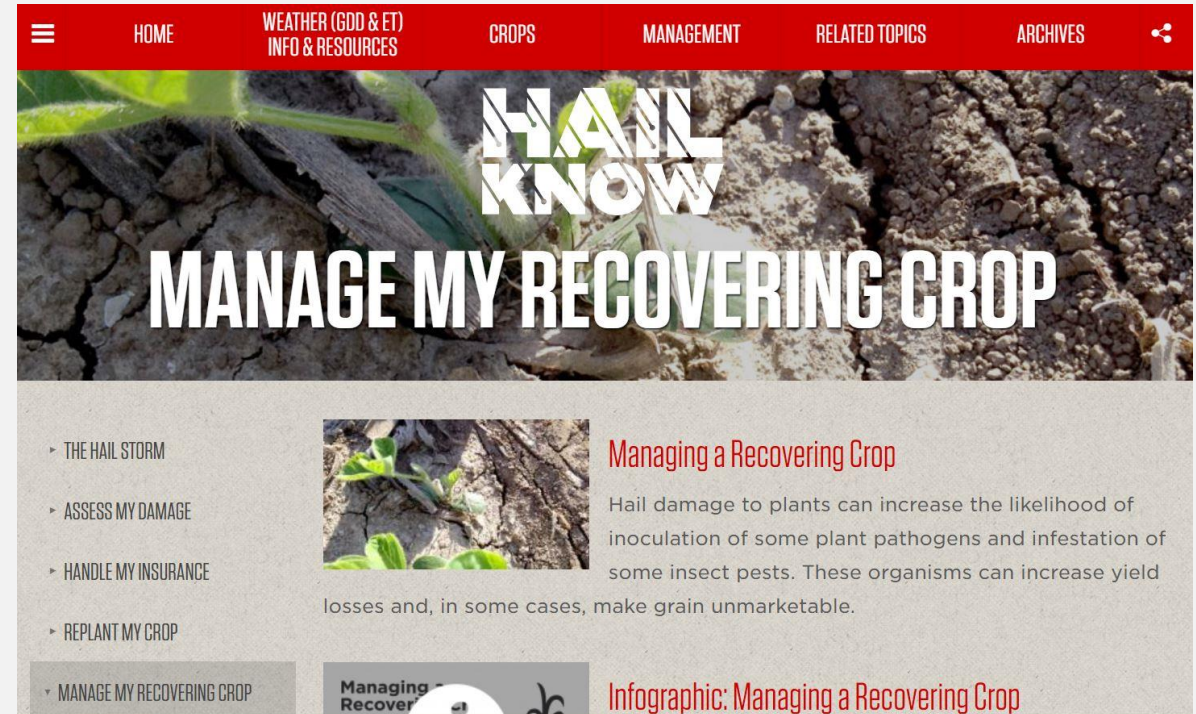 HOME
WEATHER (GDD & ET)
INFO & RESOURCES
CROPS
MANAGEMENT
RELATED TOPICS
ARCHIVES
HAIL
KNOW
MANAGE MY RECOVERING CROP
THE HAIL STORM
ASSESS MY DAMAGE
HANDLE MY INSURANCE
REPLANT MY CROP
MANAGE MY RECOVERING CROP
Managing a Recovering Crop
Hail damage to plants can increase the likelihood of
inoculation of some plant pathogens and infestation of
some insect pests. These organisms can increase yield
losses and, in some cases, make grain unmarketable.
Managing
Infographic: Managing a Recovering Crop